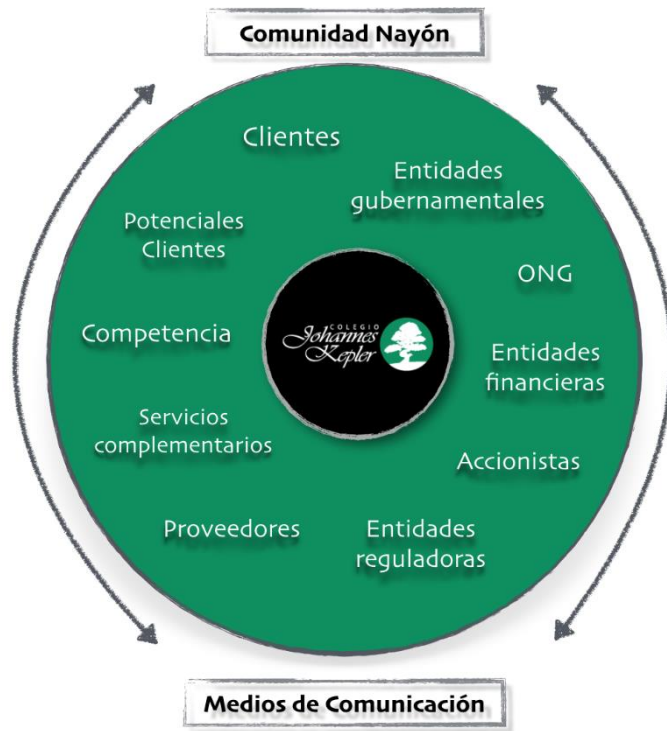 Comunidad Nayón
Clientes
Entidades
gubernamentales
Potenciales
Clientes
ONG
COLEGIO
Johannes
Kepler
Competencia
Entidades
financieras
Servicios
complementarios
Accionistas
Proveedores
Entidades
reguladoras
Medios de Comunicación